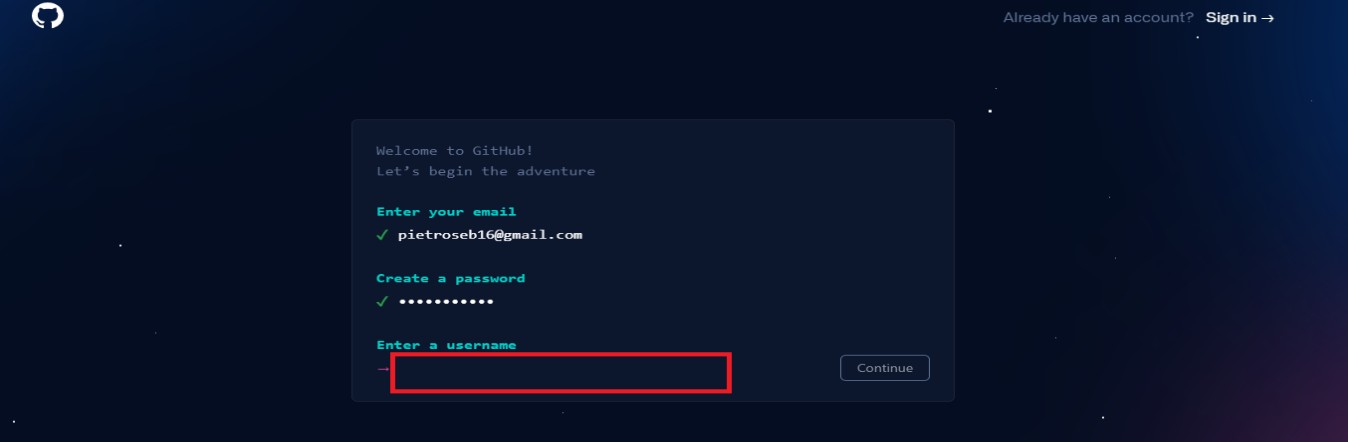 Already have an account? Sign in →
Welcome to GitHub!
Let’s begin the adventure
Enter your email
✓ pietroseb16@gmail.com
Create a password
✓ •••••••••••
Enter a username
→
Continue